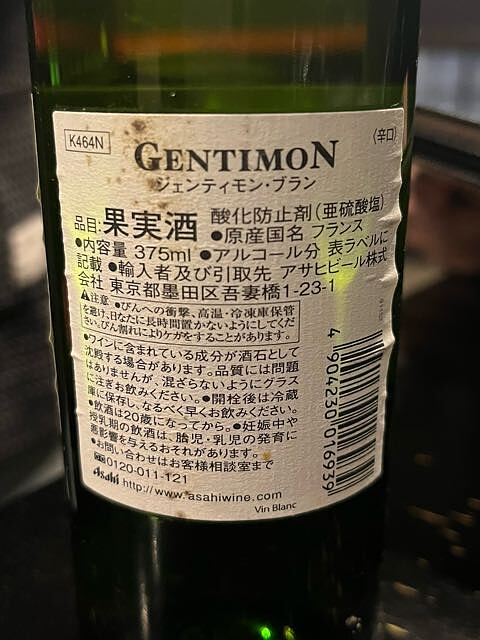 K464N
(辛口)
GENTIMON
ジェンティモン・ブラン
品目:果実酒 酸化防止剤(亜硫酸塩)
●原産国名 フランス
●内容量 375ml ●アルコール分 表ラベルに
記載 ●輸入者及び引取先 アサヒビール株式
会社 東京都墨田区吾妻橋1-23-1
⚠注意 ●びんへの衝撃、高温・冷凍庫保管
を避け、日なたに長時間置かないようにしてくだ
さい。びん割れによりケガをすることがあります。
●ワインに含まれている成分が酒石として
沈殿する場合があります。品質には問題
はありませんが、混ざらないようにグラス
に注ぎお飲みください。●開栓後は冷蔵
庫に保存し、なるべく早くお飲みください。
●飲酒は20歳になってから。●妊娠中や
授乳期の飲酒は、胎児・乳児の発育に
悪影響を与えるおそれがあります。
●お問い合わせはお客様相談室まで
0120-011-121
Asahi http://www.asahiwine.com
Vin Blanc
4 904230 016939